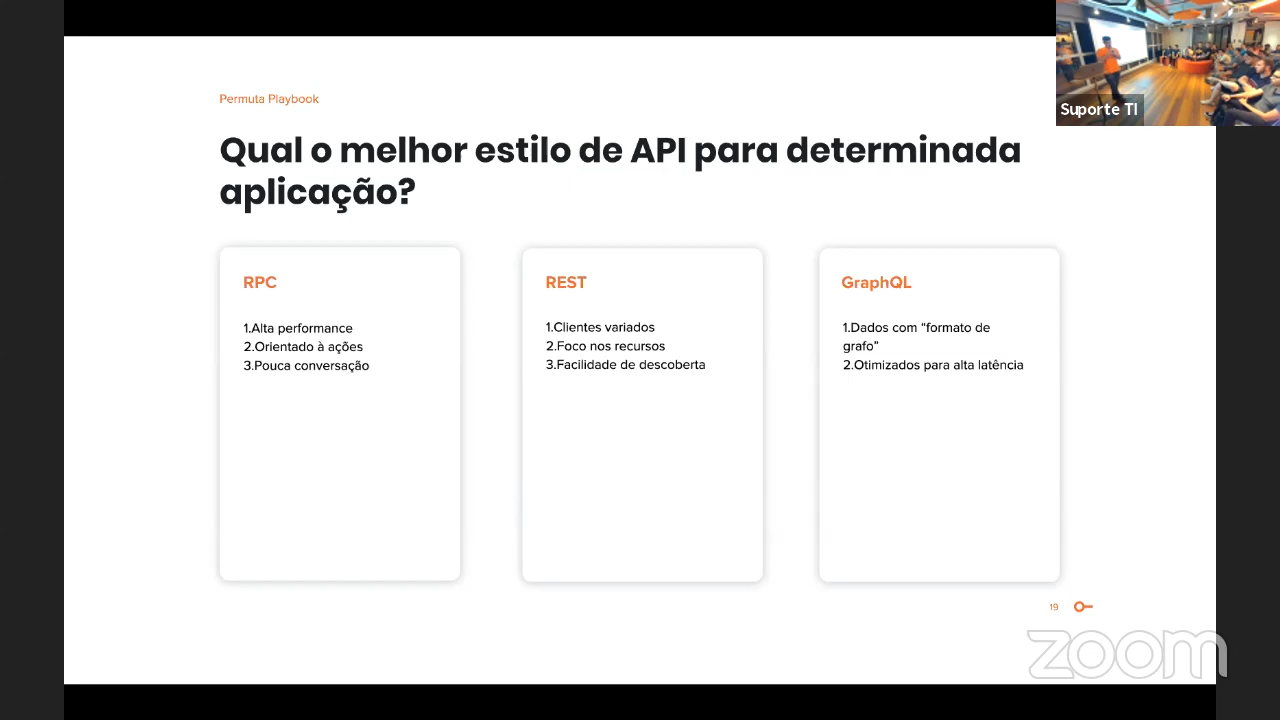 Permuta Playbook
Qual o melhor estilo de API para determinada
aplicação?
RPC
1.Alta performance
2.Orientado à ações
3.Pouca conversação
REST
1.Clientes variados
2.Foco nos recursos
3.Facilidade de descoberta
GraphQL
1.Dados com “formato de
grafo”
2.Otimizados para alta latência
19
Suporte TI
zoom